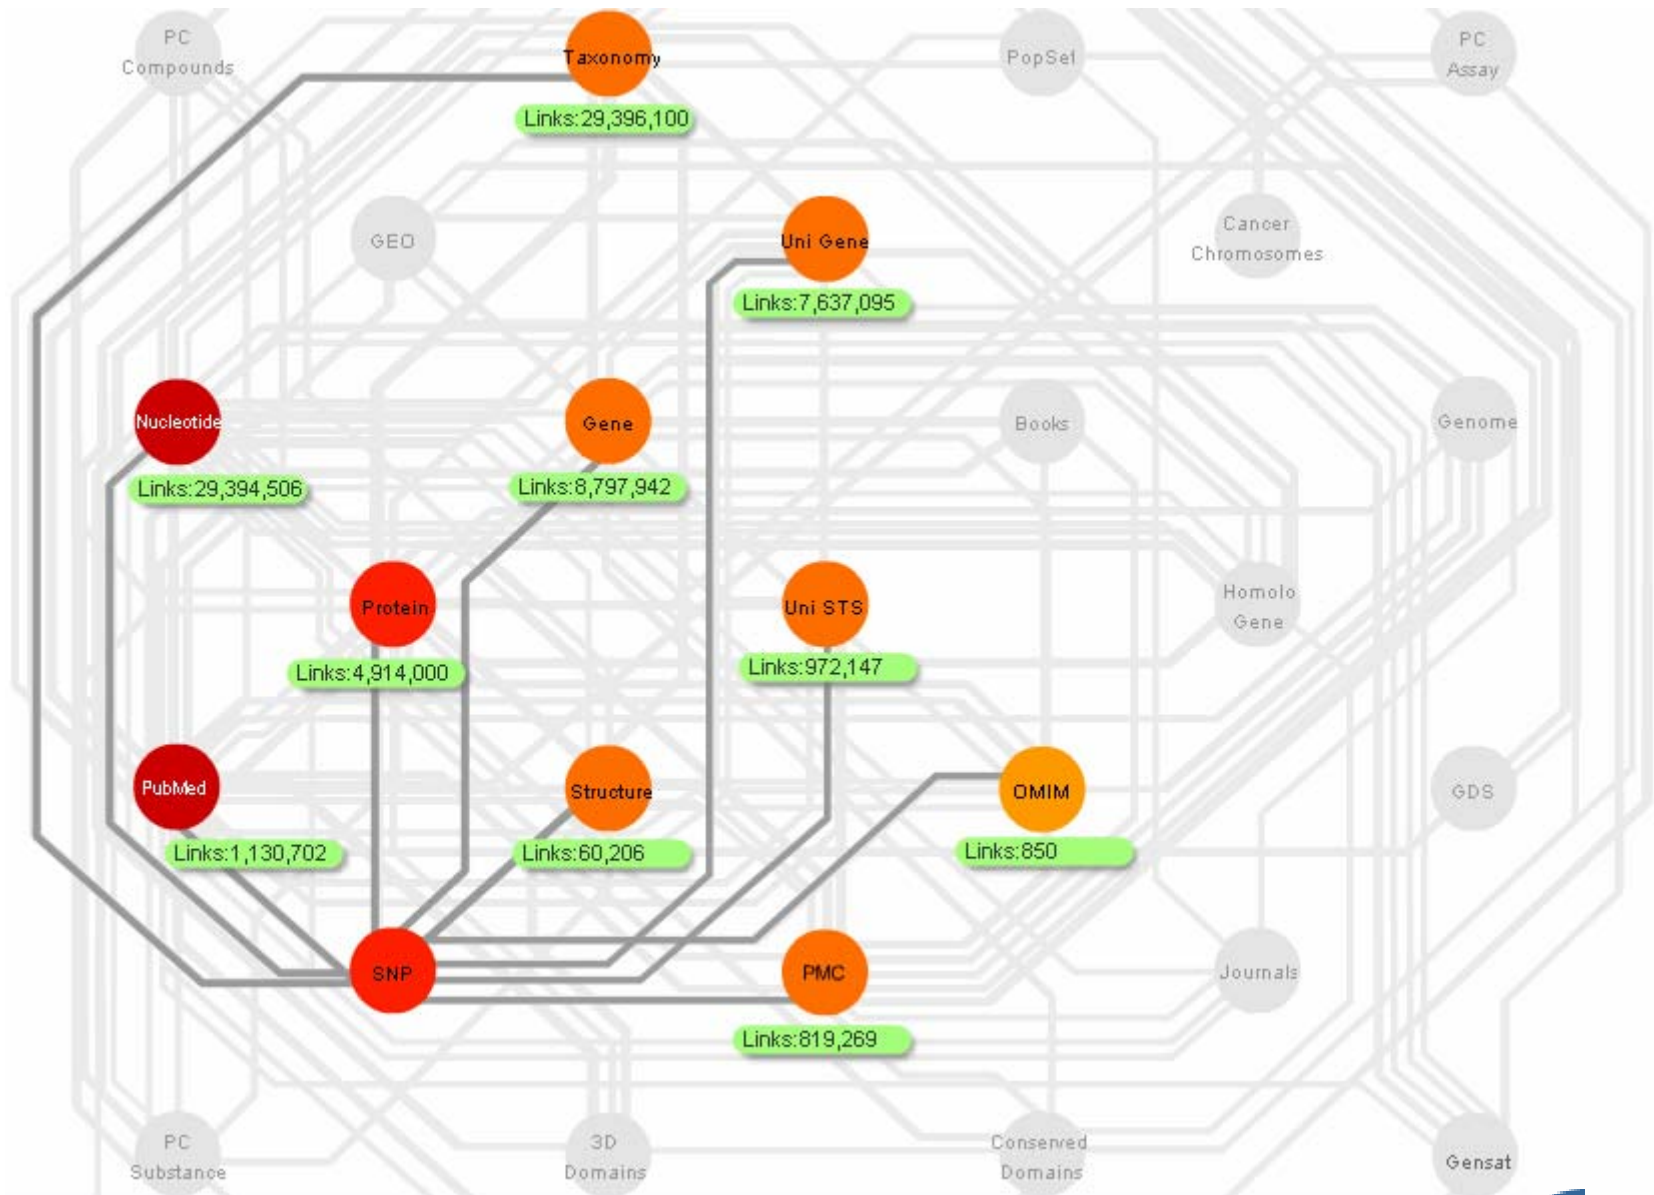 PC
Compounds
Taxonomy
Links:29,396,100
PopSet
PC
Assay
GEO
Uni Gene
Links:7,637,095
Cancer
Chromosomes
Nucleotide
Links:29,394,506
Gene
Links:8,797,942
Books
Genome
Protein
Links:4,914,000
Uni STS
Links:972,147
Homolo
Gene
PubMed
Links:1,130,702
Structure
Links:60,206
OMIM
Links:850
GDS
SNP
PMC
Links:819,269
Journals
PC
Substance
3D
Domains
Conserved
Domains
Gensat